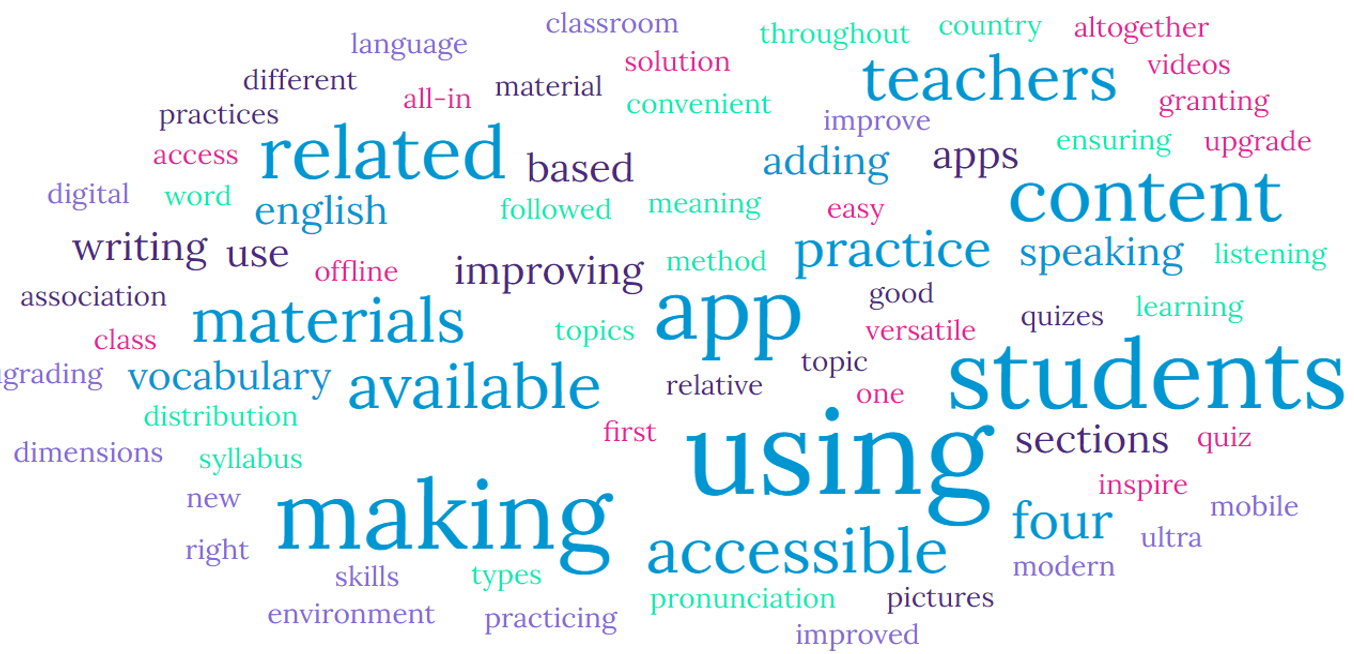 classroom throughout country altogether
language solution teachers videos
different all-in material convenient granting
practices improve
access related based adding apps ensuring upgrade
digital word english followed meaning easy content
writing use offline improving method practice speaking listening
association materials topics app good quizes learning
class versatile
grading vocabulary available relative topic one students
distribution first using sections quiz
dimensions syllabus
new making inspire mobile
right accessible four ultra
skills types modern
environment practicing pronunciation pictures
improved